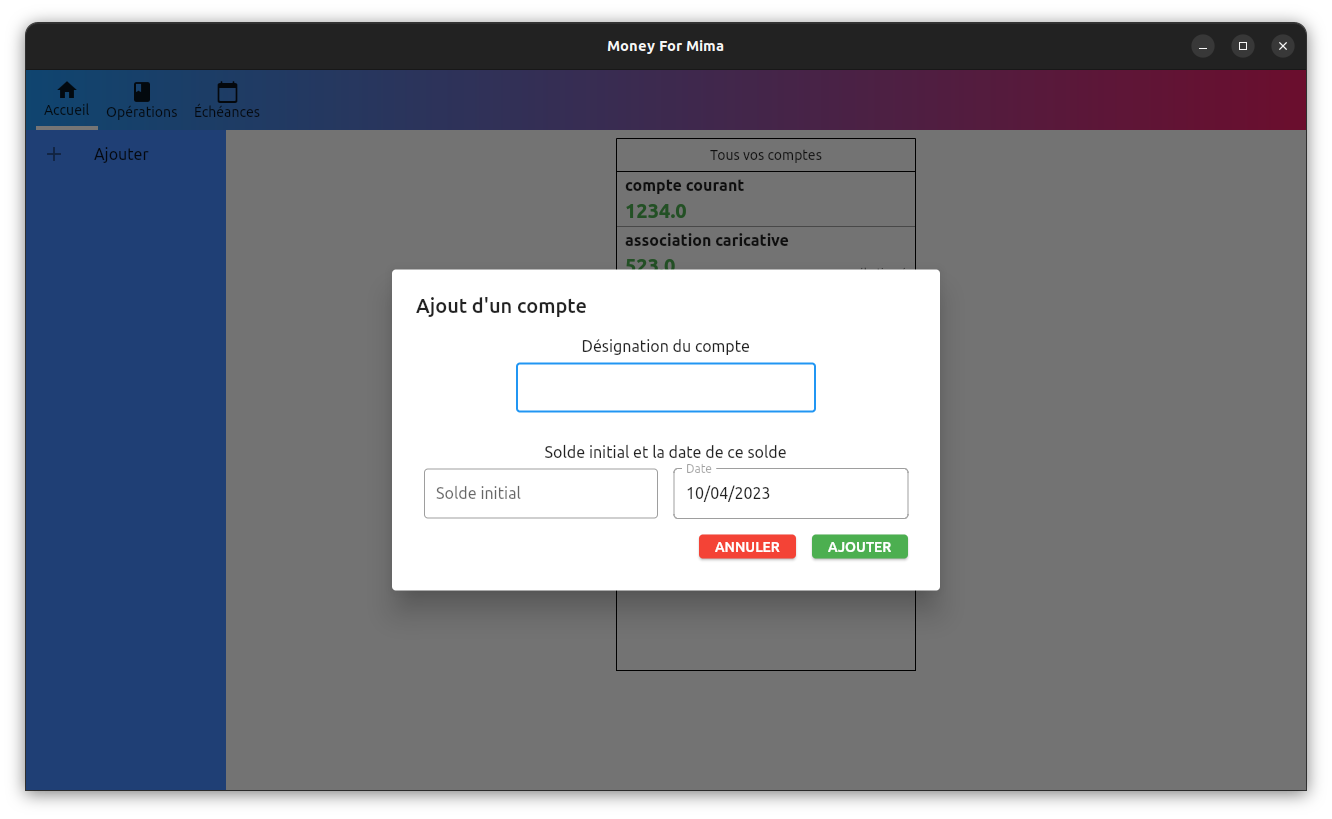 Money For Mima
Accueil
Opérations
Échéances
Ajouter
Tous vos comptes
compte courant
1234.0
association caricative
523.0
Ajout d'un compte
Désignation du compte
Solde initial et la date de ce solde
Solde initial
Date
10/04/2023
ANNULER
AJOUTER